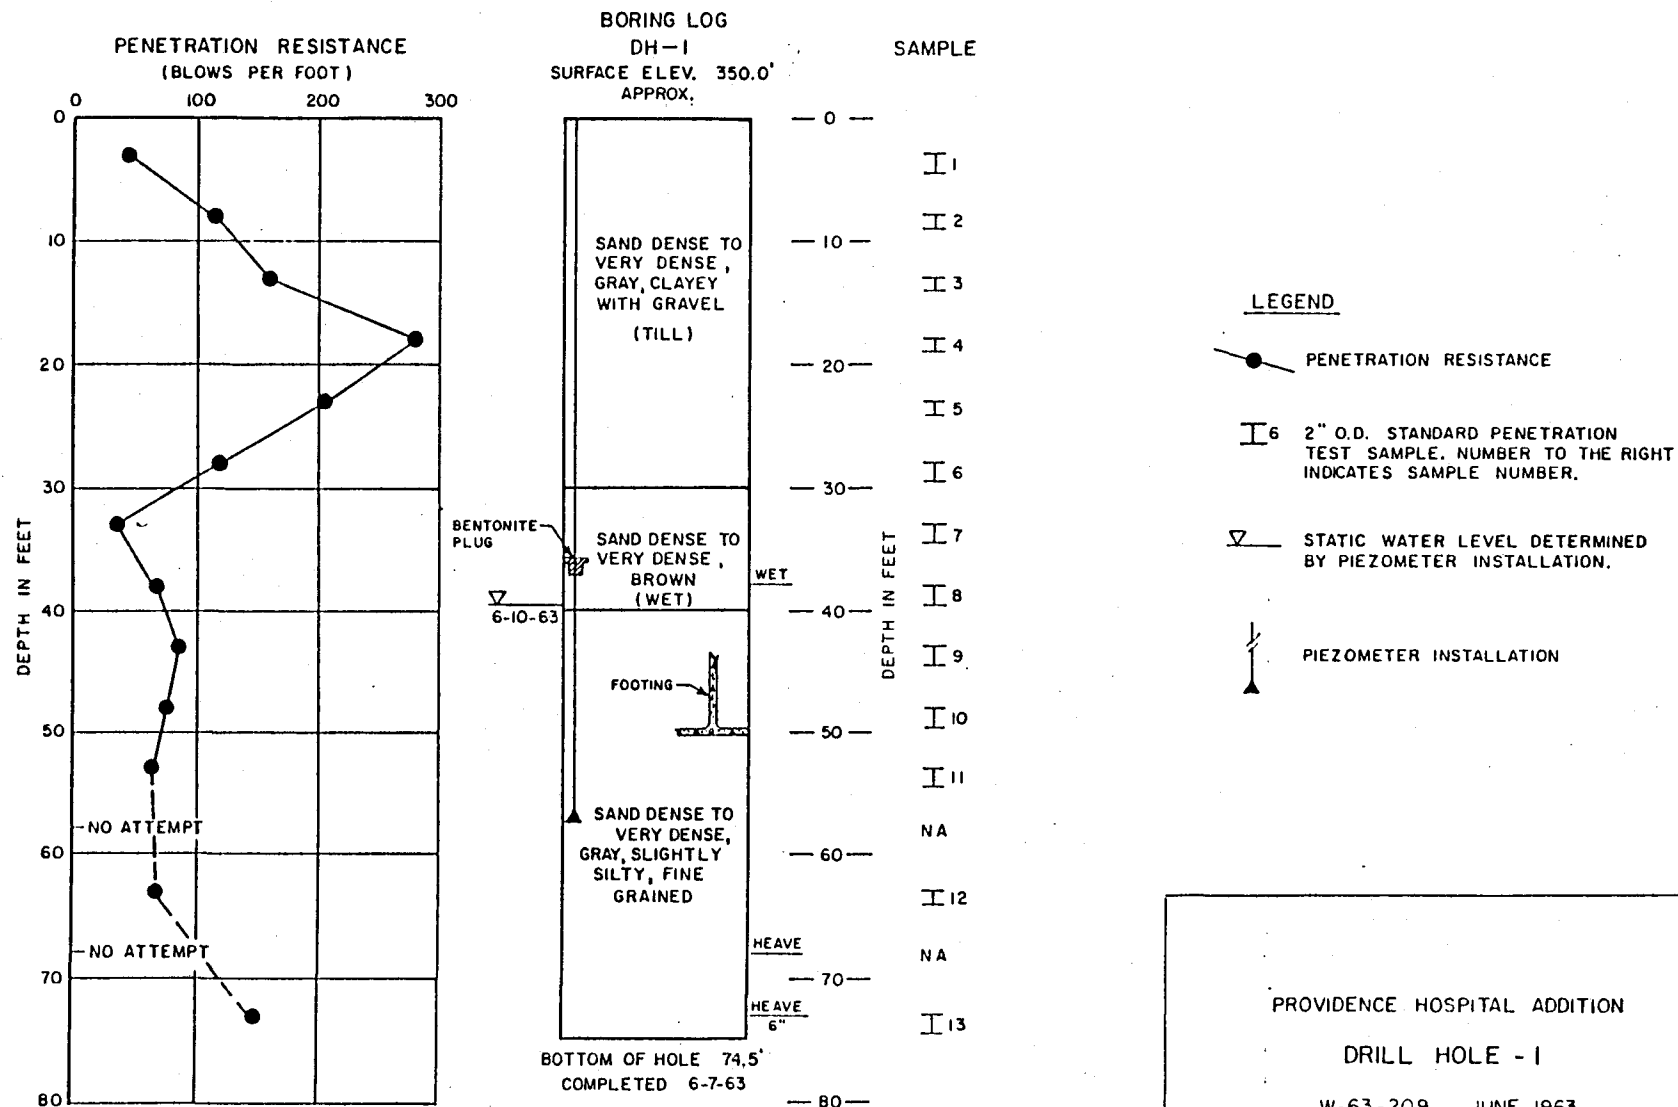 BORING LOG
DH-1
SURFACE ELEV. 350.0'
APPROX.
PENETRATION RESISTANCE
(BLOWS PER FOOT)
SAMPLE
0 100 200 300
0
10
20
30
40
50
60
70
80
DEPTH IN FEET
NO ATTEMPT
NO ATTEMPT
SAND DENSE TO
VERY DENSE,
GRAY, CLAYEY
WITH GRAVEL
(TILL)
BENTONITE
PLUG
SAND DENSE TO
VERY DENSE,
BROWN
(WET)
WET
6-10-63
FOOTING
SAND DENSE TO
VERY DENSE,
GRAY, SLIGHTLY
SILTY, FINE
GRAINED
HEAVE
HEAVE
6"
BOTTOM OF HOLE 74.5'
COMPLETED 6-7-63
0
10
20
30
40
50
60
70
80
DEPTH IN FEET
1
2
3
4
5
6
7
8
9
10
11
NA
12
NA
13
LEGEND
PENETRATION RESISTANCE
6 2" O.D. STANDARD PENETRATION
TEST SAMPLE. NUMBER TO THE RIGHT
INDICATES SAMPLE NUMBER.
STATIC WATER LEVEL DETERMINED
BY PIEZOMETER INSTALLATION.
PIEZOMETER INSTALLATION
PROVIDENCE HOSPITAL ADDITION
DRILL HOLE - 1
W-63-209 JUNE 1963